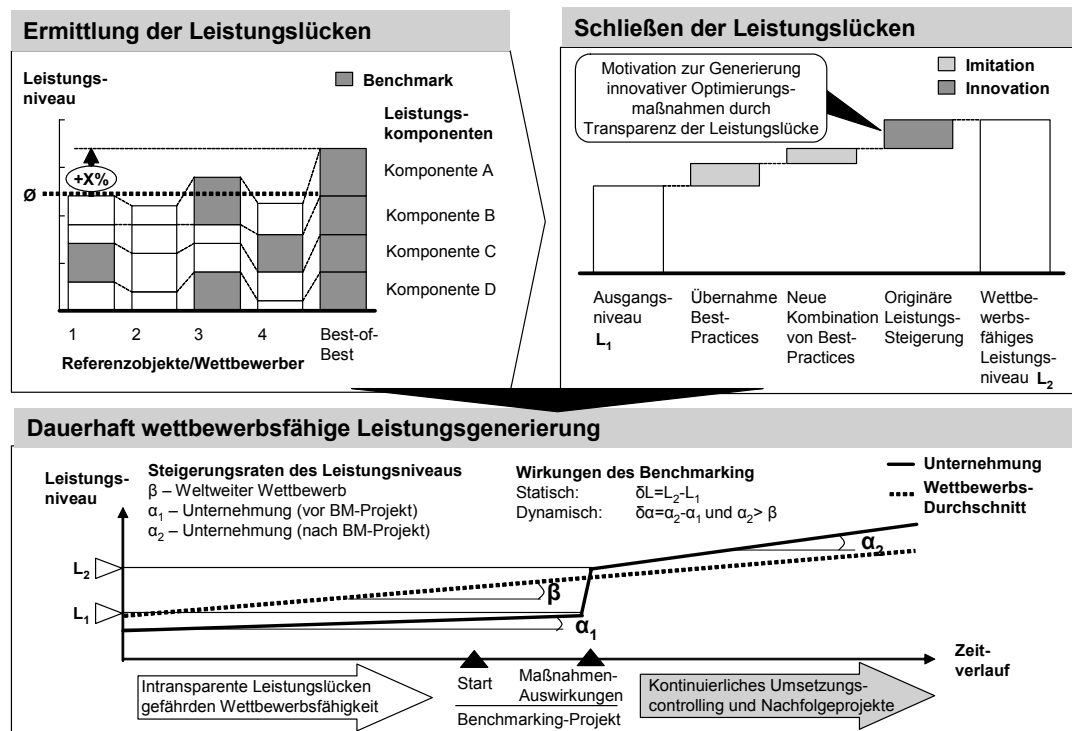 Ermittlung der Leistungslücken
Leistungs-
niveau
Benchmark
Leistungs-
komponenten
+X%
Ø
Komponente A
Komponente B
Komponente C
Komponente D
1 2 3 4 Best-of-
Best
Referenzobjekte/Wettbewerber
Schließen der Leistungslücken
Motivation zur Generierung
innovativer Optimierungs-
maßnahmen durch
Transparenz der Leistungslücke
Imitation
Innovation
Ausgangs-
niveau
L1
Übernahme
Best-
Practices
Neue
Kombination
von Best-
Practices
Originäre
Leistungs-
Steigerung
Wettbe-
werbs-
fähiges
Leistungs-
niveau L2
Dauerhaft wettbewerbsfähige Leistungsgenerierung
Leistungs-
niveau
Steigerungsraten des Leistungsniveaus
β – Weltweiter Wettbewerb
α1 – Unternehmung (vor BM-Projekt)
α2 – Unternehmung (nach BM-Projekt)
Wirkungen des Benchmarking
Statisch: δL=L2-L1
Dynamisch: δα=α2-α1 und α2> β
Unternehmung
Wettbewerbs-
Durchschnitt
L2
L1
β
α1
α2
Zeit-
verlauf
Intransparente Leistungslücken
gefährden Wettbewerbsfähigkeit
Start
Maßnahmen-
Auswirkungen
Benchmarking-Projekt
Kontinuierliches Umsetzungs-
controlling und Nachfolgeprojekte